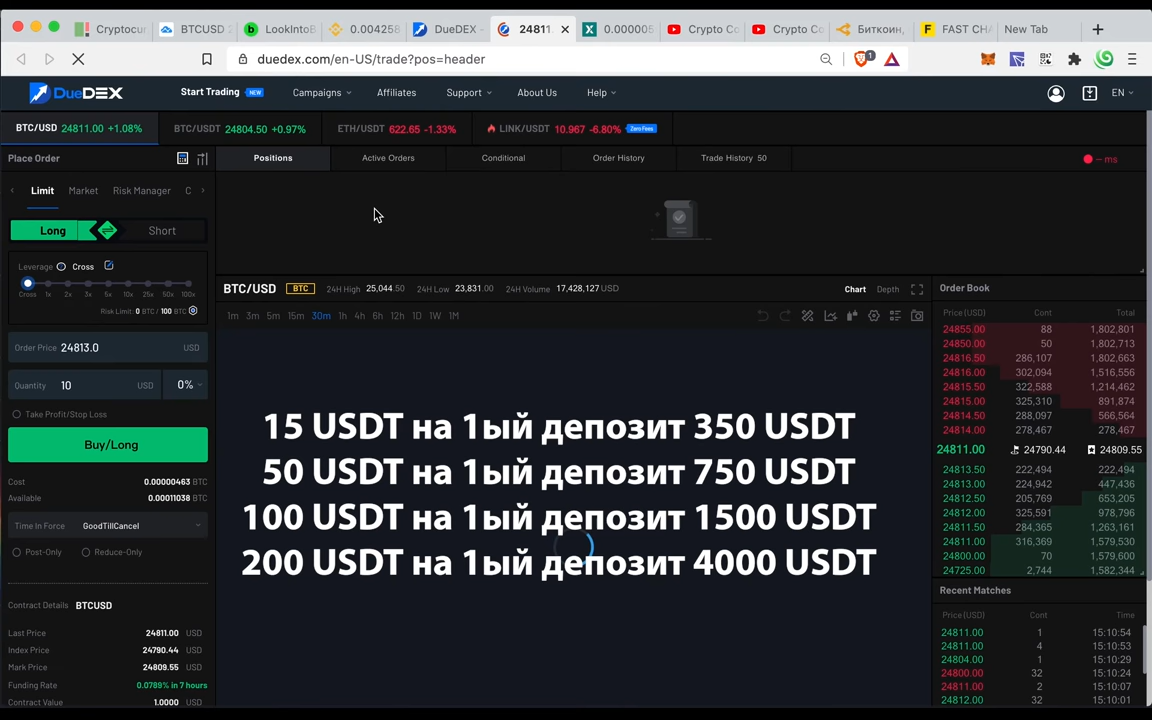 Cryptocur
BTCUSD 2
LookIntoB
0.004258
DueDEX -
24811.
0.000005
Crypto Co
Crypto Co
Биткоин,
FAST CHA
New Tab
duedex.com/en-US/trade?pos=header
1
DueDEX
Start Trading NEW
Campaigns
Affiliates
Support
About Us
Help
EN
BTC/USD 24811.00 +1.08%
BTC/USDT 24804.50 +0.97%
ETH/USDT 622.65 -1.33%
LINK/USDT 10.967 -6.80% Zero Fees
Place Order
Positions
Active Orders
Conditional
Order History
Trade History 50
– ms
Limit
Market
Risk Manager
C
Long
Short
Leverage
Cross
Cross 1x 2x 3x 5x 10x 25x 50x 100x
Risk Limit: 0 BTC/ 100 BTC
Order Price 24813.0 USD
Quantity 10 USD 0%
Take Profit/Stop Loss
Buy/Long
Cost 0.00000463 BTC
Available 0.00011038 BTC
Time In Force GoodTillCancel
Post-Only
Reduce-Only
Contract Details BTCUSD
Last Price 24811.00 USD
Index Price 24790.44 USD
Mark Price 24809.55 USD
Funding Rate 0.0789% in 7 hours
Contract Value 1.0000 USD
BTC/USD BTC 24H High 25,044.50 24H Low 23,831.00 24H Volume 17,428,127 USD
Chart
Depth
1m 3m 5m 15m 30m 1h 4h 6h 12h 1D 1W 1M
15 USDT на 1ый депозит 350 USDT
50 USDT на 1ый депозит 750 USDT
100 USDT на 1ый депозит 1500 USDT
200 USDT на 1ый депозит 4000 USDT
Order Book
Price(USD) Cont Total
24855.00 88 1,802,801
24850.00 50 1,802,713
24816.50 286,107 1,802,663
24816.00 302,094 1,516,556
24815.50 322,588 1,214,462
24815.00 325,310 891,874
24814.50 288,097 566,564
24814.00 278,467 278,467
24811.00 24790.44 24809.55
24813.50 222,494 222,494
24813.00 224,942 447,436
24812.50 205,769 653,205
24812.00 325,591 978,796
24811.50 284,365 1,263,161
24811.00 316,369 1,579,530
24800.00 70 1,579,600
24725.00 2,744 1,582,344
Recent Matches
Price(USD) Cont Time
24811.00 1 15:10:54
24811.00 4 15:10:53
24804.00 1 15:10:29
24800.00 32 15:10:24
24811.00 2 15:10:07
24812.00 32 15:10:01